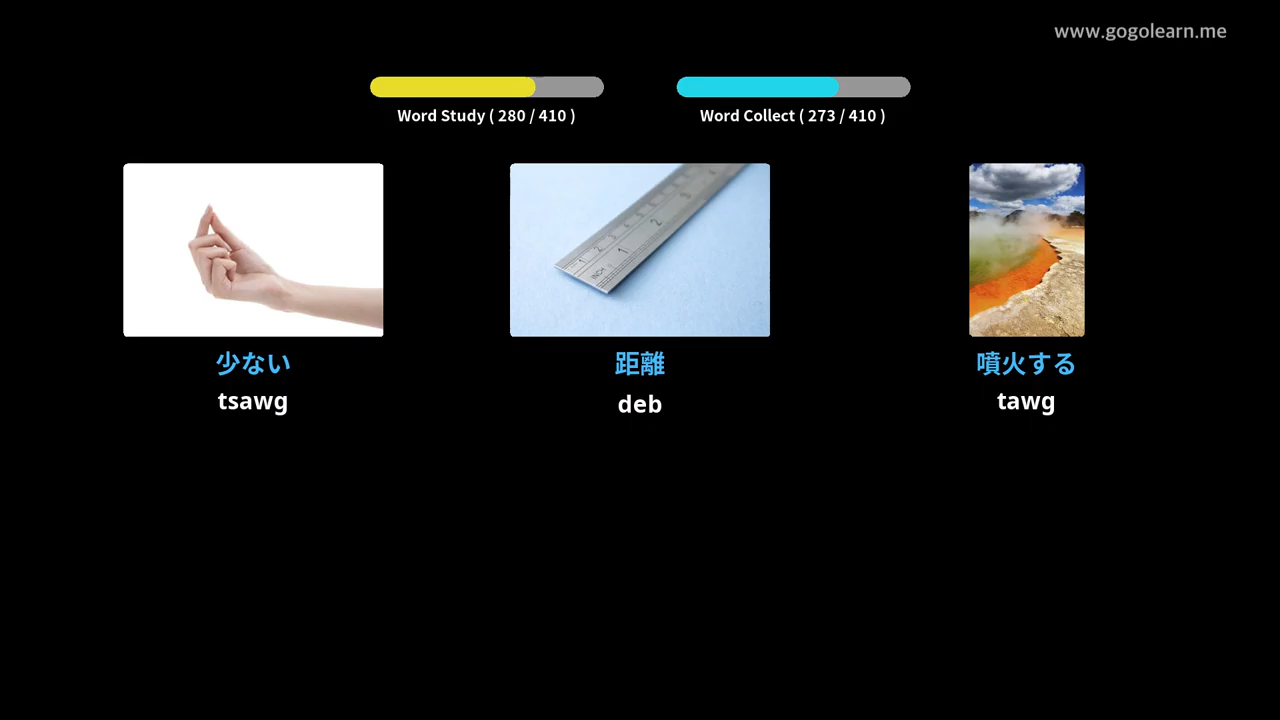 www.gogolearn.me
Word Study ( 280 / 410 )
Word Collect ( 273 / 410 )
少ない
tsawg
距離
deb
噴火する
tawg